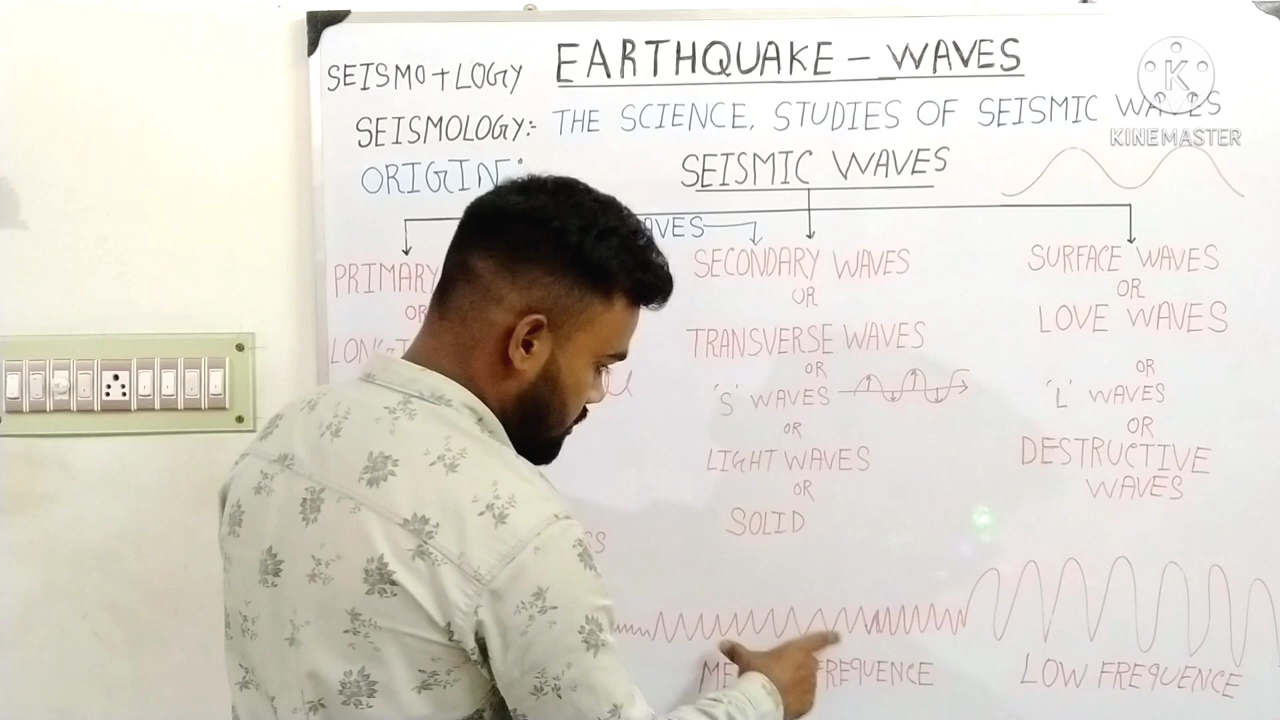 EARTHQUAKE - WAVES
SEISMO+LOGY
SEISMOLOGY:- THE SCIENCE, STUDIES OF SEISMIC WAVES
KINEMASTER
ORIGIN:
SEISMIC WAVES
PRIMARY
OR
SECONDARY WAVES
OR
TRANSVERSE WAVES
OR
'S' WAVES
OR
LIGHT WAVES
OR
SOLID
SURFACE WAVES
OR
LOVE WAVES
OR
'L' WAVES
OR
DESTRUCTIVE
WAVES
FREQUENCE
LOW FREQUENCE